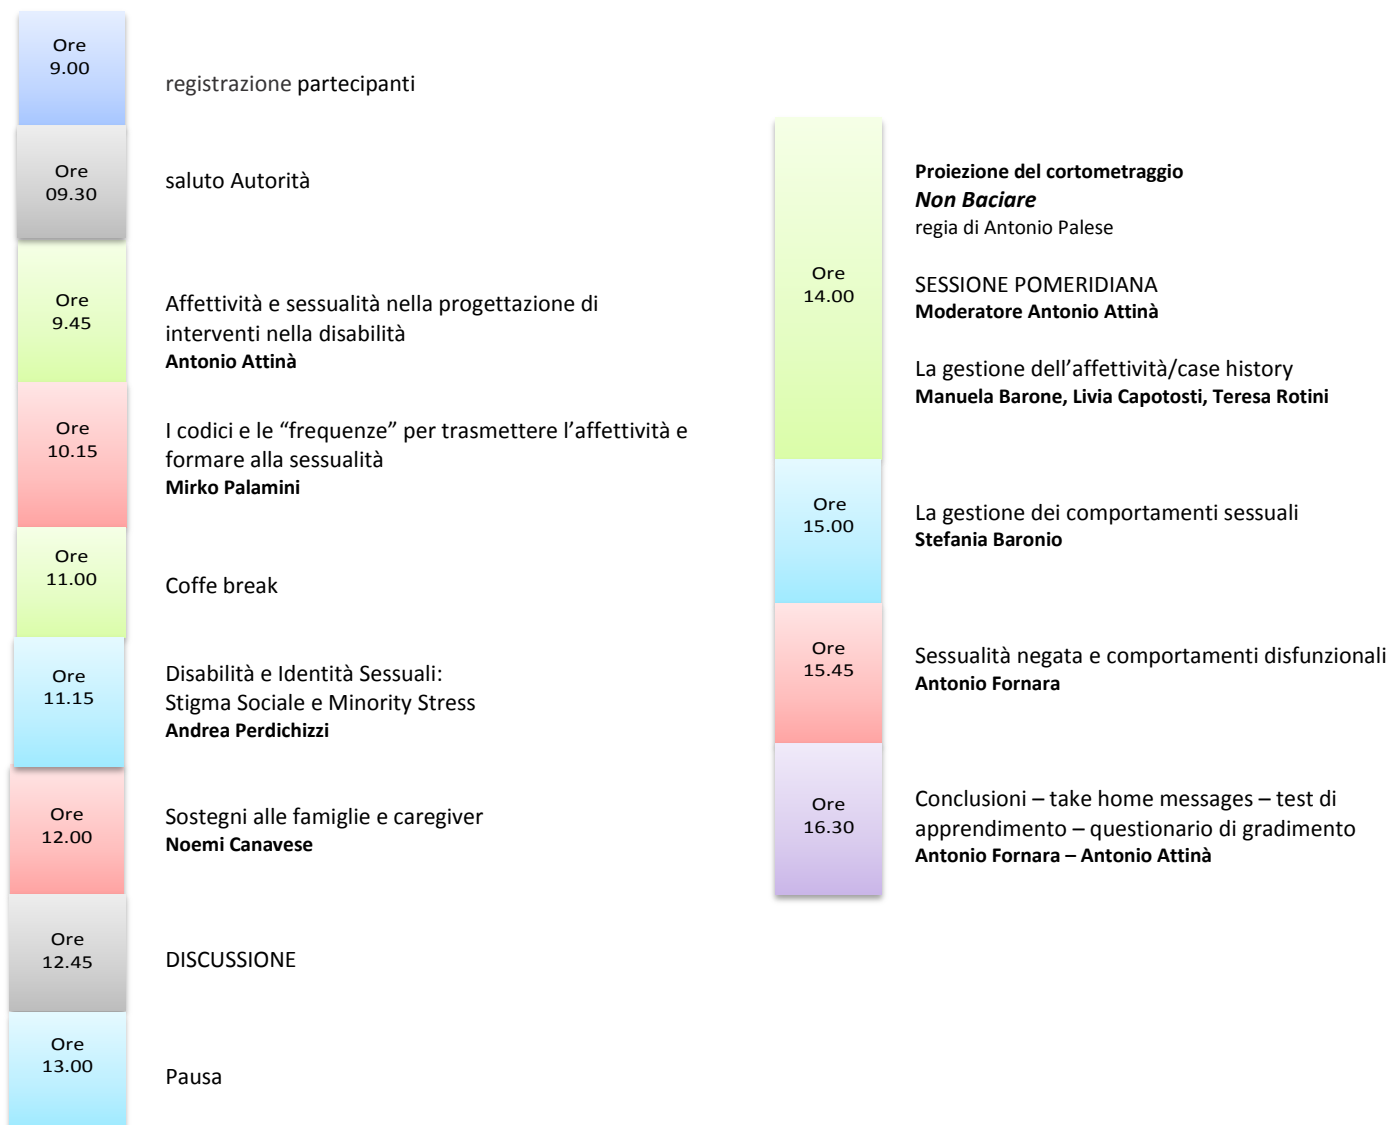 Ore
9.00
registrazione partecipanti
Ore
09.30
saluto Autorità
Ore
9.45
Affettività e sessualità nella progettazione di
interventi nella disabilità
Antonio Attinà
Ore
10.15
I codici e le “frequenze” per trasmettere l’affettività e
formare alla sessualità
Mirko Palamini
Ore
11.00
Coffe break
Ore
11.15
Disabilità e Identità Sessuali:
Stigma Sociale e Minority Stress
Andrea Perdichizzi
Ore
12.00
Sostegni alle famiglie e caregiver
Noemi Canavese
Ore
12.45
DISCUSSIONE
Ore
13.00
Pausa
Ore
14.00
Proiezione del cortometraggio
Non Baciare
regia di Antonio Palese
SESSIONE POMERIDIANA
Moderatore Antonio Attinà
La gestione dell’affettività/case history
Manuela Barone, Livia Capotosti, Teresa Rotini
Ore
15.00
La gestione dei comportamenti sessuali
Stefania Baronio
Ore
15.45
Sessualità negata e comportamenti disfunzionali
Antonio Fornara
Ore
16.30
Conclusioni – take home messages – test di
apprendimento – questionario di gradimento
Antonio Fornara – Antonio Attinà